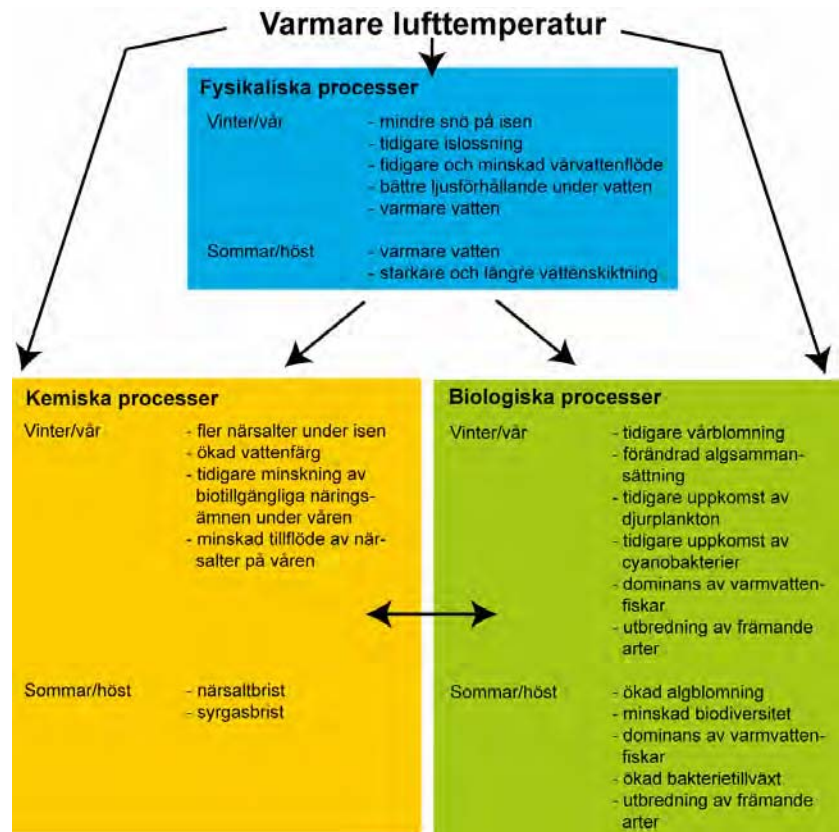 Varmare lufttemperatur
Fysikaliska processer
Vinter/vår - mindre snö på isen
- tidigare islossning
- tidigare och minskad vårvattenflöde
- bättre ljusförhållande under vatten
- varmare vatten
Sommar/höst - varmare vatten
- starkare och längre vattenskiktning
Kemiska processer
Vinter/vår - fler närsalter under isen
- ökad vattenfärg
- tidigare minskning av
biotillgängliga närings-
ämnen under våren
- minskad tillflöde av när-
salter på våren
Sommar/höst - närsaltbrist
- syrgasbrist
Biologiska processer
Vinter/vår - tidigare vårblomning
- förändrad algsamman-
sättning
- tidigare uppkomst av
djurplankton
- tidigare uppkomst av
cyanobakterier
- dominans av varmvatten-
fiskar
- utbredning av främande
arter
Sommar/höst - ökad algblomning
- minskad biodiversitet
- dominans av varmvatten-
fiskar
- ökad bakterietillväxt
- utbredning av främande
arter